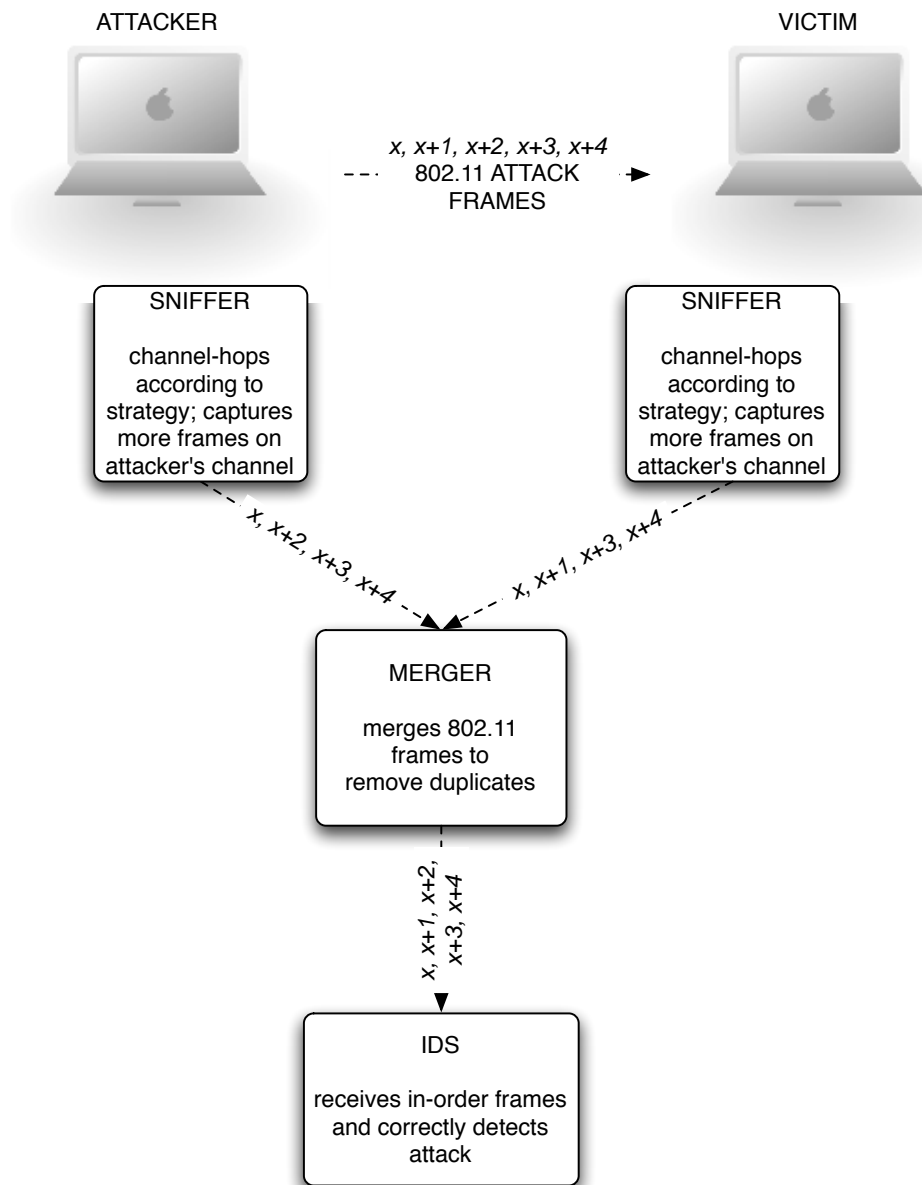 ATTACKER
VICTIM
x, x+1, x+2, x+3, x+4
802.11 ATTACK
FRAMES
SNIFFER
channel-hops
according to
strategy; captures
more frames on
attacker's channel
SNIFFER
channel-hops
according to
strategy; captures
more frames on
attacker's channel
x, x+2, x+3, x+4
x, x+1, x+3, x+4
MERGER
merges 802.11
frames to
remove duplicates
x, x+1, x+2,
x+3, x+4
IDS
receives in-order frames
and correctly detects
attack